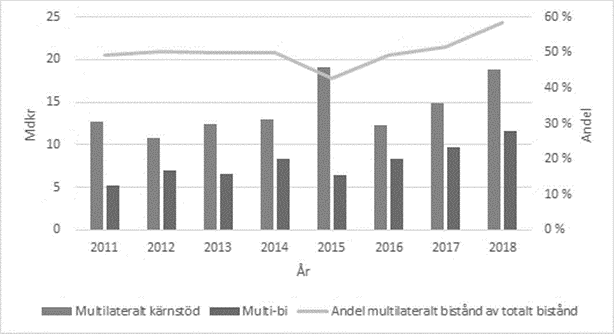 25
20
15
10
5
0
Mdkr
60 %
50 %
40 %
30 %
20 %
10 %
0 %
Andel
2011 2012 2013 2014 2015 2016 2017 2018
År
Multilateralt kärnstöd Multi-bi Andel multilateralt bistånd av totalt bistånd